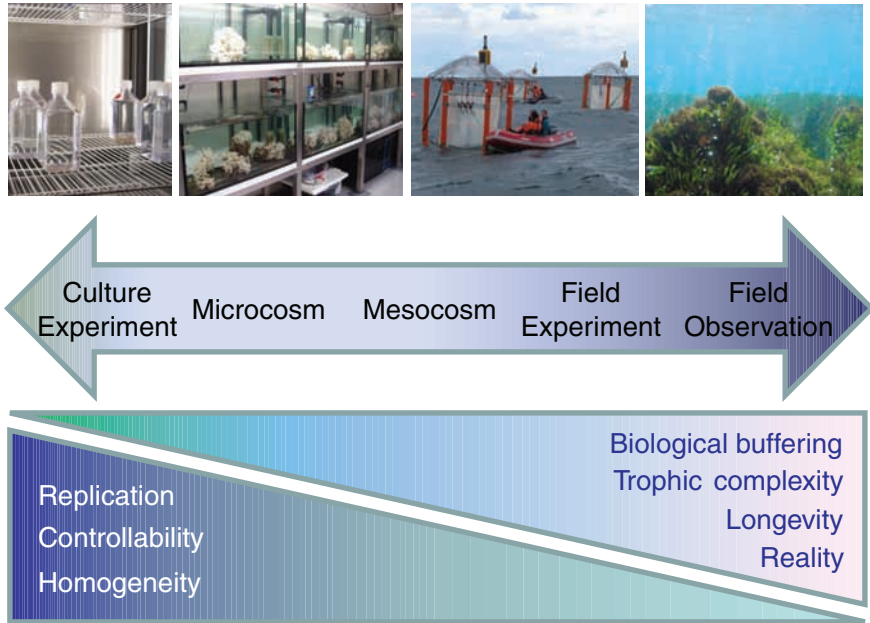 Culture
Experiment
Microcosm
Mesocosm
Field
Experiment
Field
Observation
Biological buffering
Trophic complexity
Longevity
Reality
Replication
Controllability
Homogeneity